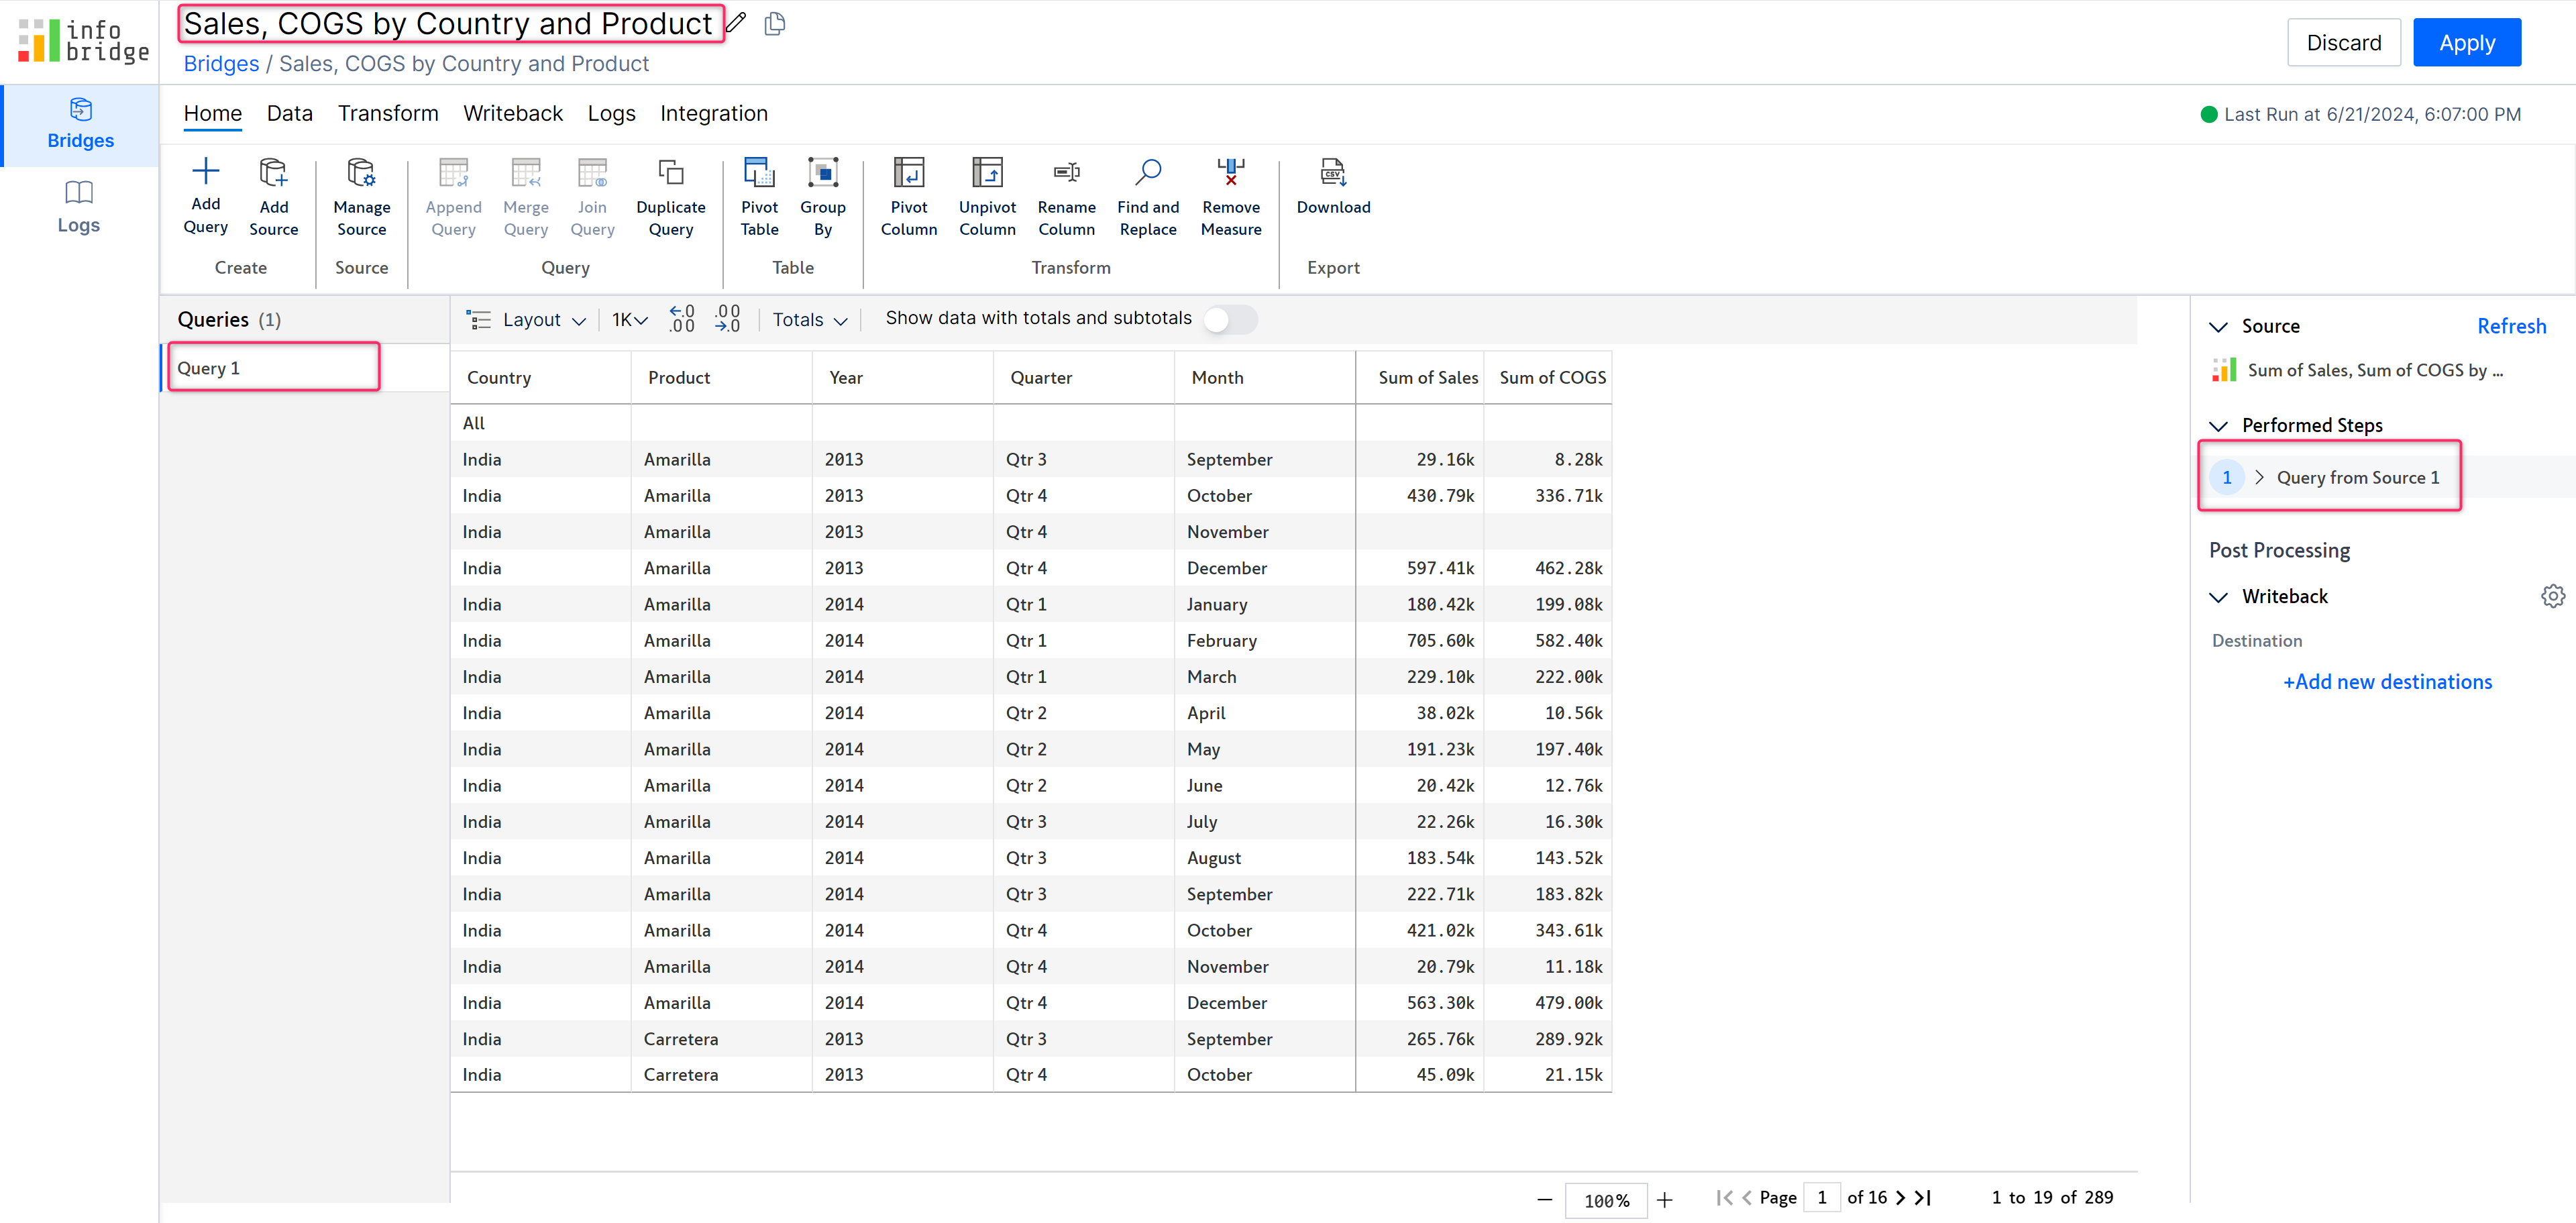 info
bridge
Sales, COGS by Country and Product
Bridges / Sales, COGS by Country and Product
Discard Apply
Bridges
Logs
Home Data Transform Writeback Logs Integration
Last Run at 6/21/2024, 6:07:00 PM
Add Query Add Source
Create
Manage Source
Source
Append Query Merge Query Join Query Duplicate Query
Query
Pivot Table Group By
Table
Pivot Column Unpivot Column Rename Column Find and Replace Remove Measure
Transform
CSV
Download
Export
Queries (1)
Query 1
Layout 1K .0 .00 .00 .0 Totals Show data with totals and subtotals
Country Product Year Quarter Month Sum of Sales Sum of COGS
All
India Amarilla 2013 Qtr 3 September 29.16k 8.28k
India Amarilla 2013 Qtr 4 October 430.79k 336.71k
India Amarilla 2013 Qtr 4 November
India Amarilla 2013 Qtr 4 December 597.41k 462.28k
India Amarilla 2014 Qtr 1 January 180.42k 199.08k
India Amarilla 2014 Qtr 1 February 705.60k 582.40k
India Amarilla 2014 Qtr 1 March 229.10k 222.00k
India Amarilla 2014 Qtr 2 April 38.02k 10.56k
India Amarilla 2014 Qtr 2 May 191.23k 197.40k
India Amarilla 2014 Qtr 2 June 20.42k 12.76k
India Amarilla 2014 Qtr 3 July 22.26k 16.30k
India Amarilla 2014 Qtr 3 August 183.54k 143.52k
India Amarilla 2014 Qtr 3 September 222.71k 183.82k
India Amarilla 2014 Qtr 4 October 421.02k 343.61k
India Amarilla 2014 Qtr 4 November 20.79k 11.18k
India Amarilla 2014 Qtr 4 December 563.30k 479.00k
India Carretera 2013 Qtr 3 September 265.76k 289.92k
India Carretera 2013 Qtr 4 October 45.09k 21.15k
100% Page 1 of 16 1 to 19 of 289
Source Refresh
Sum of Sales, Sum of COGS by ...
Performed Steps
1 Query from Source 1
Post Processing
Writeback
Destination
+Add new destinations